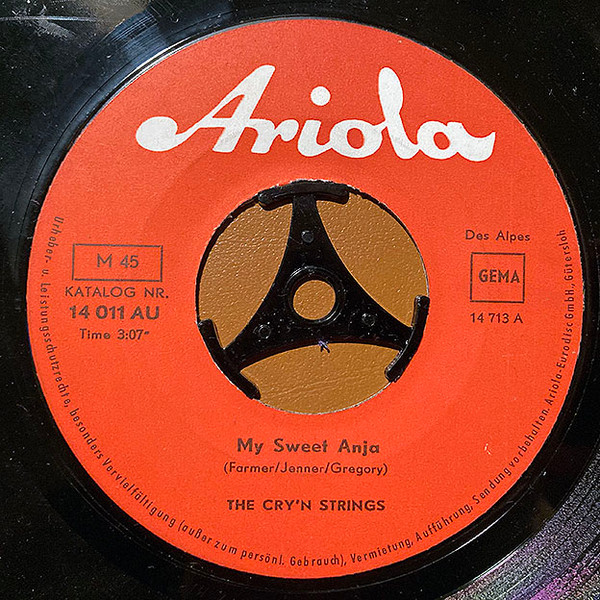 Ariola
M 45
KATALOG NR.
14 011 AU
Time 3:07"
Des Alpes
GEMA
14 713 A
My Sweet Anja
(Farmer/Jenner/Gregory)
THE CRY'N STRINGS
Urheber- u. Leistungsschutzrechte, besonders Vervielfältigung (außer zum persönl. Gebrauch), Vermietung, Aufführung, Sendung vorbehalten. Ariola-Eurodisc GmbH., Gütersloh